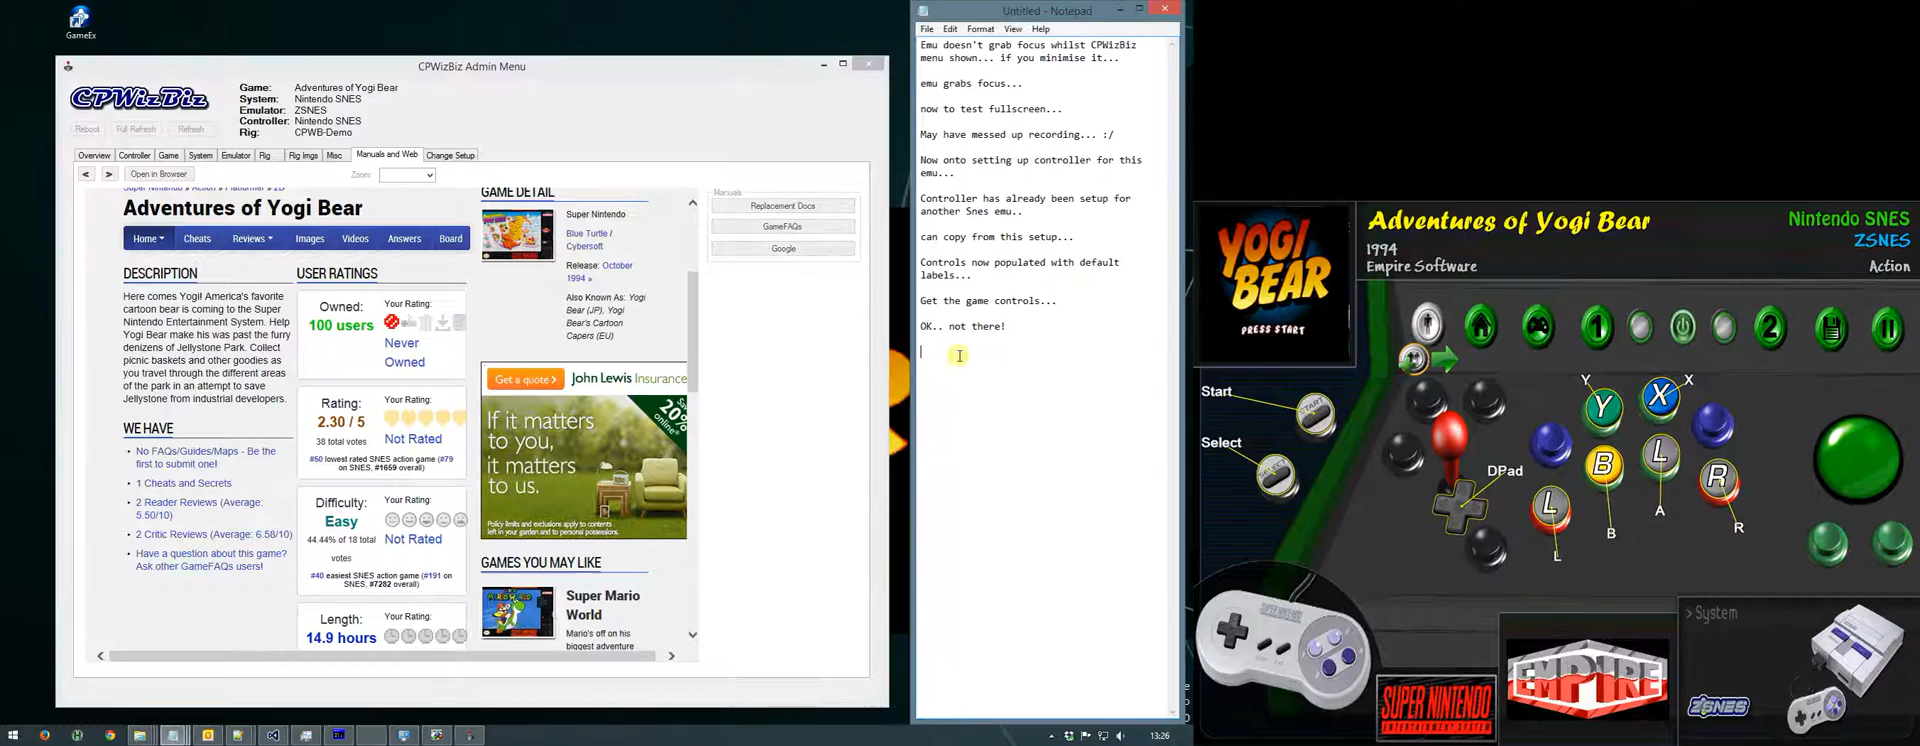 GameEx
CPWizBiz Admin Menu
CPWizBiz
Game: Adventures of Yogi Bear
System: Nintendo SNES
Emulator: ZSNES
Controller: Nintendo SNES
Rig: CPWB-Demo
Reboot Full Refresh Refresh
Overview Controller Game System Emulator Rig Rig Imgs Misc Manuals and Web Change Setup
< > Open in Browser Zoom:
Super Nintendo » Action » Platformer » 2D
Adventures of Yogi Bear
Home Cheats Reviews Images Videos Answers Board
DESCRIPTION
Here comes Yogi! America's favorite
cartoon bear is coming to the
Super Nintendo Entertainment System. Help
Yogi Bear make his was past the furry
denizens of Jellystone Park. Collect
picnic baskets and other goodies as
you travel through the different areas
of the park in an attempt to save
Jellystone from industrial developers.
WE HAVE
No FAQs/Guides/Maps - Be the
first to submit one!
1 Cheats and Secrets
2 Reader Reviews (Average:
5.50/10)
2 Critic Reviews (Average: 6.58/10)
Have a question about this game?
Ask other GameFAQs users!
USER RATINGS
Owned:
100 users
Your Rating:
Never
Owned
Rating:
2.30 / 5
38 total votes
Your Rating:
Not Rated
#50 lowest rated SNES action game (#79
on SNES, #1659 overall)
Difficulty:
Easy
44.44% of 18 total
votes
Your Rating:
Not Rated
#40 easiest SNES action game (#191 on
SNES, #7282 overall)
Length:
14.9 hours
Your Rating:
GAME DETAIL
Super Nintendo
Blue Turtle /
Cybersoft
Release: October
1994 »
Also Known As: Yogi
Bear (JP), Yogi
Bear's Cartoon
Capers (EU)
Get a quote > John Lewis Insurance
If it matters
to you,
it matters
to us.
SAVE
20%
online*
Policy limits and exclusions apply to contents
left in your garden and to personal possessions.
GAMES YOU MAY LIKE
Super Mario
World
Mario's off on his
biggest adventure
Manuals
Replacement Docs
GameFAQs
Google
Untitled - Notepad
File Edit Format View Help
Emu doesn't grab focus whilst CPWizBiz
menu shown... if you minimise it...
emu grabs focus...
now to test fullscreen...
May have messed up recording... :/
Now onto setting up controller for this
emu...
Controller has already been setup for
another Snes emu..
can copy from this setup...
Controls now populated with default
labels...
Get the game controls...
OK.. not there!
13:26
YOGI
BEAR
PRESS START
Adventures of Yogi Bear
1994
Empire Software
Nintendo SNES
ZSNES
Action
1
2
Start
START
Select
SELECT
DPad
Y
Y
X
X
B
B
L
A
L
L
R
R
SUPER NINTENDO
ENTERTAINMENT SYSTEM
EMPIRE
> System
ZSNES